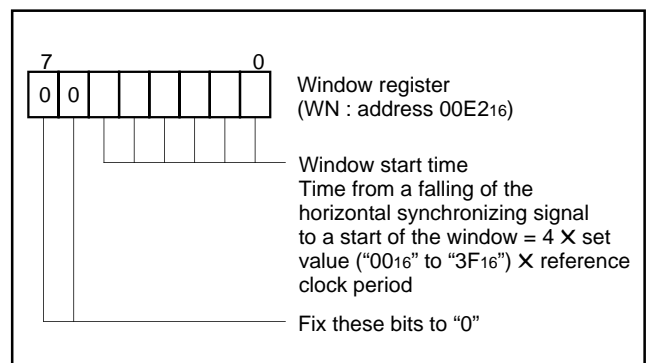 7 0
0 0
Window register
(WN : address 00E216)
Window start time
Time from a falling of the
horizontal synchronizing signal
to a start of the window = 4 × set
value (“0016” to “3F16”) × reference
clock period
Fix these bits to “0”